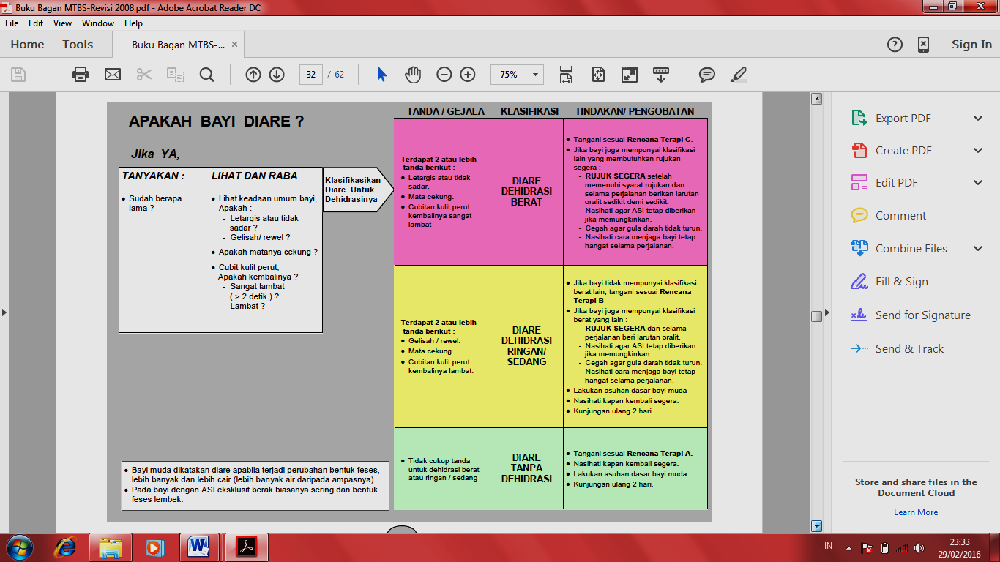 Buku Bagan MTBS-Revisi 2008.pdf - Adobe Acrobat Reader DC
File Edit View Window Help
Home Tools Buku Bagan MTBS-... × Sign In
32 / 62 75%
APAKAH BAYI DIARE ?
Jika YA,
TANYAKAN :
● Sudah berapa
lama ?
LIHAT DAN RABA
● Lihat keadaan umum bayi,
Apakah :
- Letargis atau tidak
sadar ?
- Gelisah/ rewel ?
● Apakah matanya cekung ?
● Cubit kulit perut,
Apakah kembalinya ?
- Sangat lambat
( > 2 detik ) ?
- Lambat ?
Klasifikasikan
Diare Untuk
Dehidrasinya
TANDA / GEJALA KLASIFIKASI TINDAKAN/ PENGOBATAN
Terdapat 2 atau lebih
tanda berikut :
● Letargis atau tidak
sadar.
● Mata cekung.
● Cubitan kulit perut
kembalinya sangat
lambat
DIARE
DEHIDRASI
BERAT
● Tangani sesuai Rencana Terapi C.
● Jika bayi juga mempunyai klasifikasi
lain yang membutuhkan rujukan
segera :
- RUJUK SEGERA setelah
memenuhi syarat rujukan dan
selama perjalanan berikan larutan
oralit sedikit demi sedikit.
- Nasihati agar ASI tetap diberikan
jika memungkinkan.
- Cegah agar gula darah tidak turun.
- Nasihati cara menjaga bayi tetap
hangat selama perjalanan.
Terdapat 2 atau lebih
tanda berikut :
● Gelisah / rewel.
● Mata cekung.
● Cubitan kulit perut
kembalinya lambat.
DIARE
DEHIDRASI
RINGAN/
SEDANG
● Jika bayi tidak mempunyai klasifikasi
berat lain, tangani sesuai Rencana
Terapi B
● Jika bayi juga mempunyai klasifikasi
berat yang lain :
- RUJUK SEGERA dan selama
perjalanan beri larutan oralit.
- Nasihati agar ASI tetap diberikan
jika memungkinkan.
- Cegah agar gula darah tidak turun.
- Nasihati cara menjaga bayi tetap
hangat selama perjalanan.
● Lakukan asuhan dasar bayi muda
● Nasihati kapan kembali segera.
● Kunjungan ulang 2 hari.
● Tidak cukup tanda
untuk dehidrasi berat
atau ringan / sedang
DIARE
TANPA
DEHIDRASI
● Tangani sesuai Rencana Terapi A.
● Nasihati kapan kembali segera.
● Lakukan asuhan dasar bayi muda.
● Kunjungan ulang 2 hari.
● Bayi muda dikatakan diare apabila terjadi perubahan bentuk feses,
lebih banyak dan lebih cair (lebih banyak air daripada ampasnya).
● Pada bayi dengan ASI eksklusif berak biasanya sering dan bentuk
feses lembek.
Export PDF
Create PDF
Edit PDF
Comment
Combine Files
Fill & Sign
Send for Signature
Send & Track
Store and share files in the
Document Cloud
Learn More
IN
23:33
29/02/2016